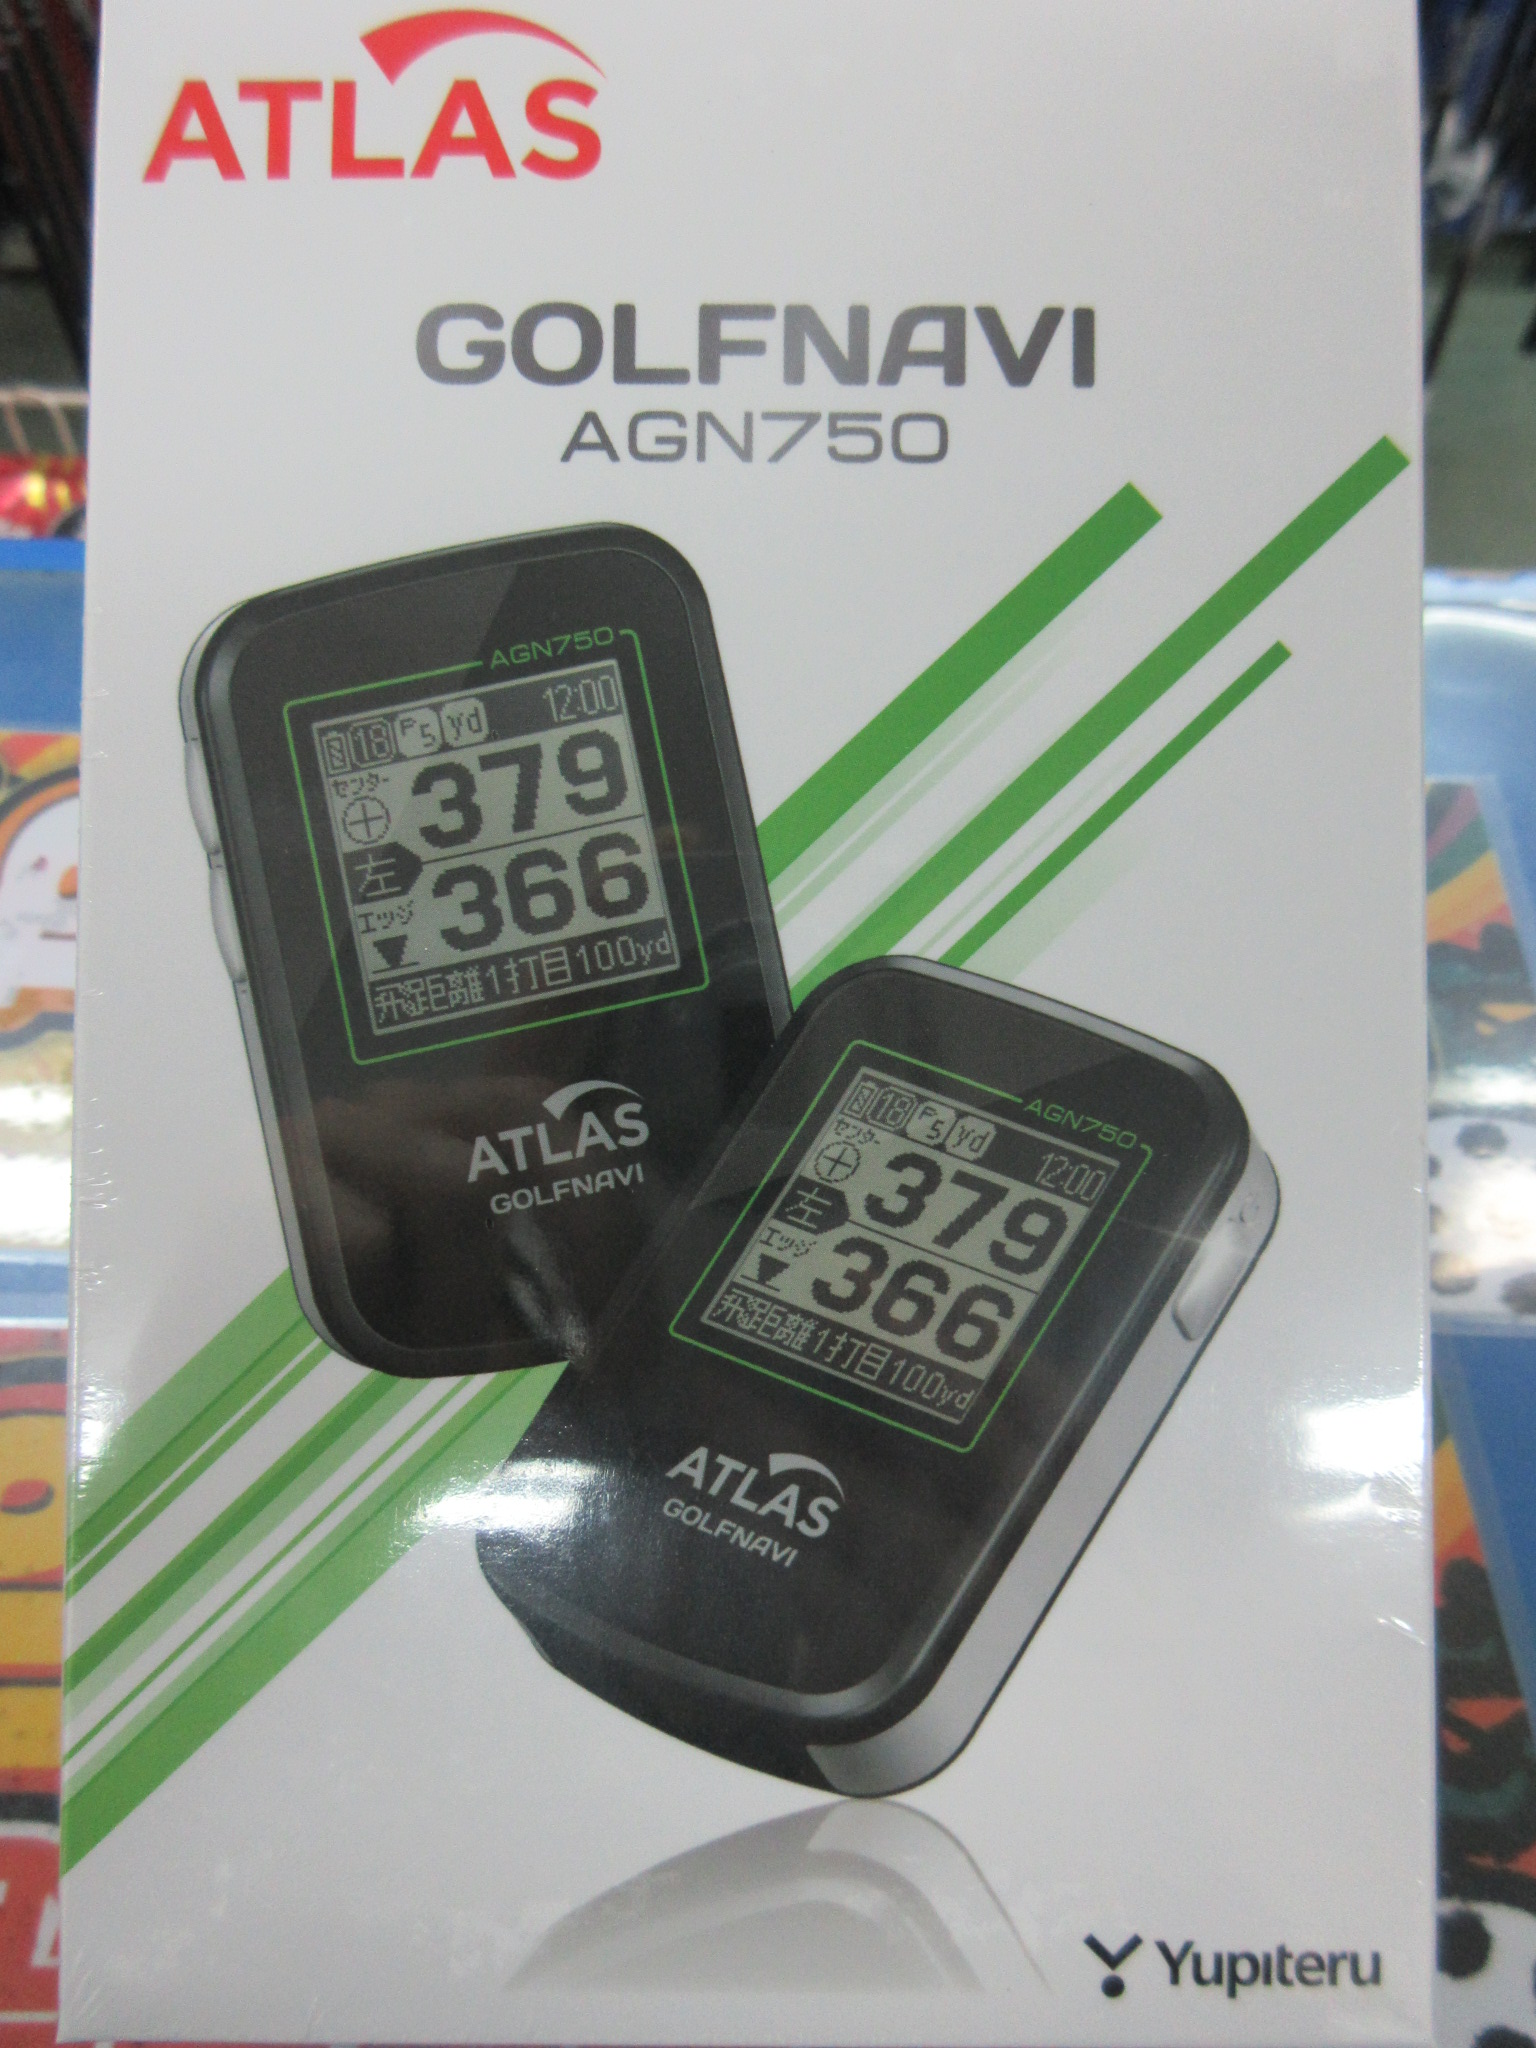 ATLAS
GOLFNAVI
AGN750
AGN750
18 P5 yd 12:00
センター
379
左
エッジ
366
飛距離1打目100yd
ATLAS
GOLFNAVI
AGN750
18 P5 yd 12:00
センター
379
左
エッジ
366
飛距離1打目100yd
ATLAS
GOLFNAVI
Yupiteru